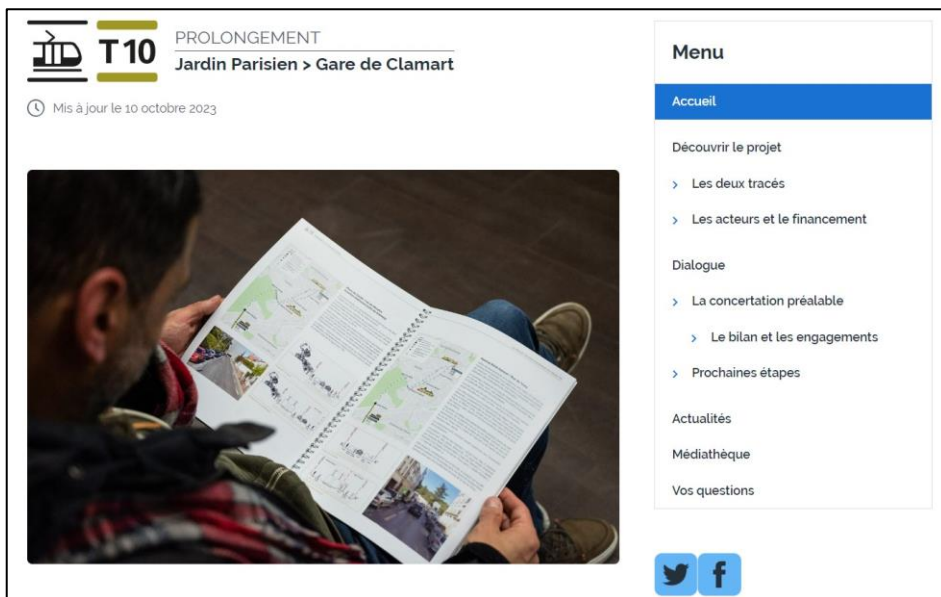 T10
PROLONGEMENT
Jardin Parisien > Gare de Clamart
Mis à jour le 10 octobre 2023
Menu
Accueil
Découvrir le projet
> Les deux tracés
> Les acteurs et le financement
Dialogue
> La concertation préalable
> Le bilan et les engagements
> Prochaines étapes
Actualités
Médiathèque
Vos questions